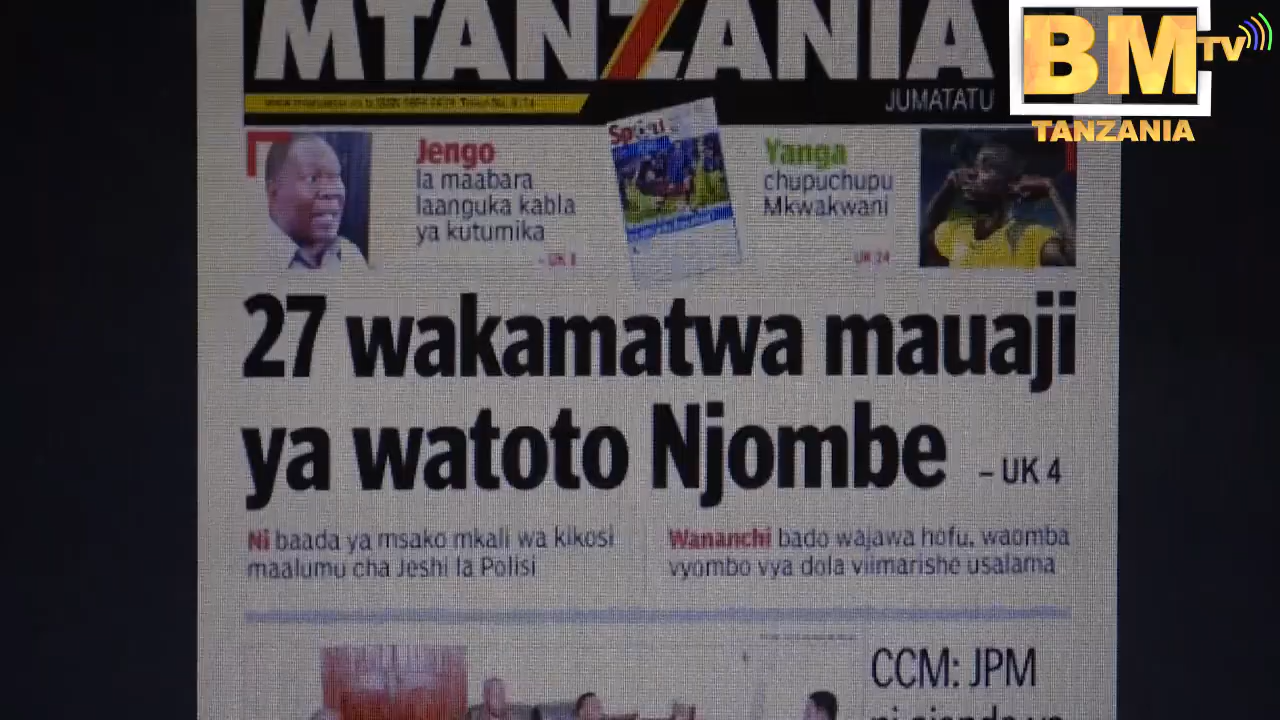 MTANZANIA
JUMATATU
BM TV
TANZANIA
Jengo
la maabara
laanguka kabla
ya kutumika
- UK
Yanga
chupuchupu
Mkwakwani
- UK 24
27 wakamatwa mauaji
ya watoto Njombe – UK 4
Ni baada ya msako mkali wa kikosi
maalumu cha Jeshi la Polisi
Wananchi bado wajawa hofu, waomba
vyombo vya dola viimarishe usalama
CCM: JPM